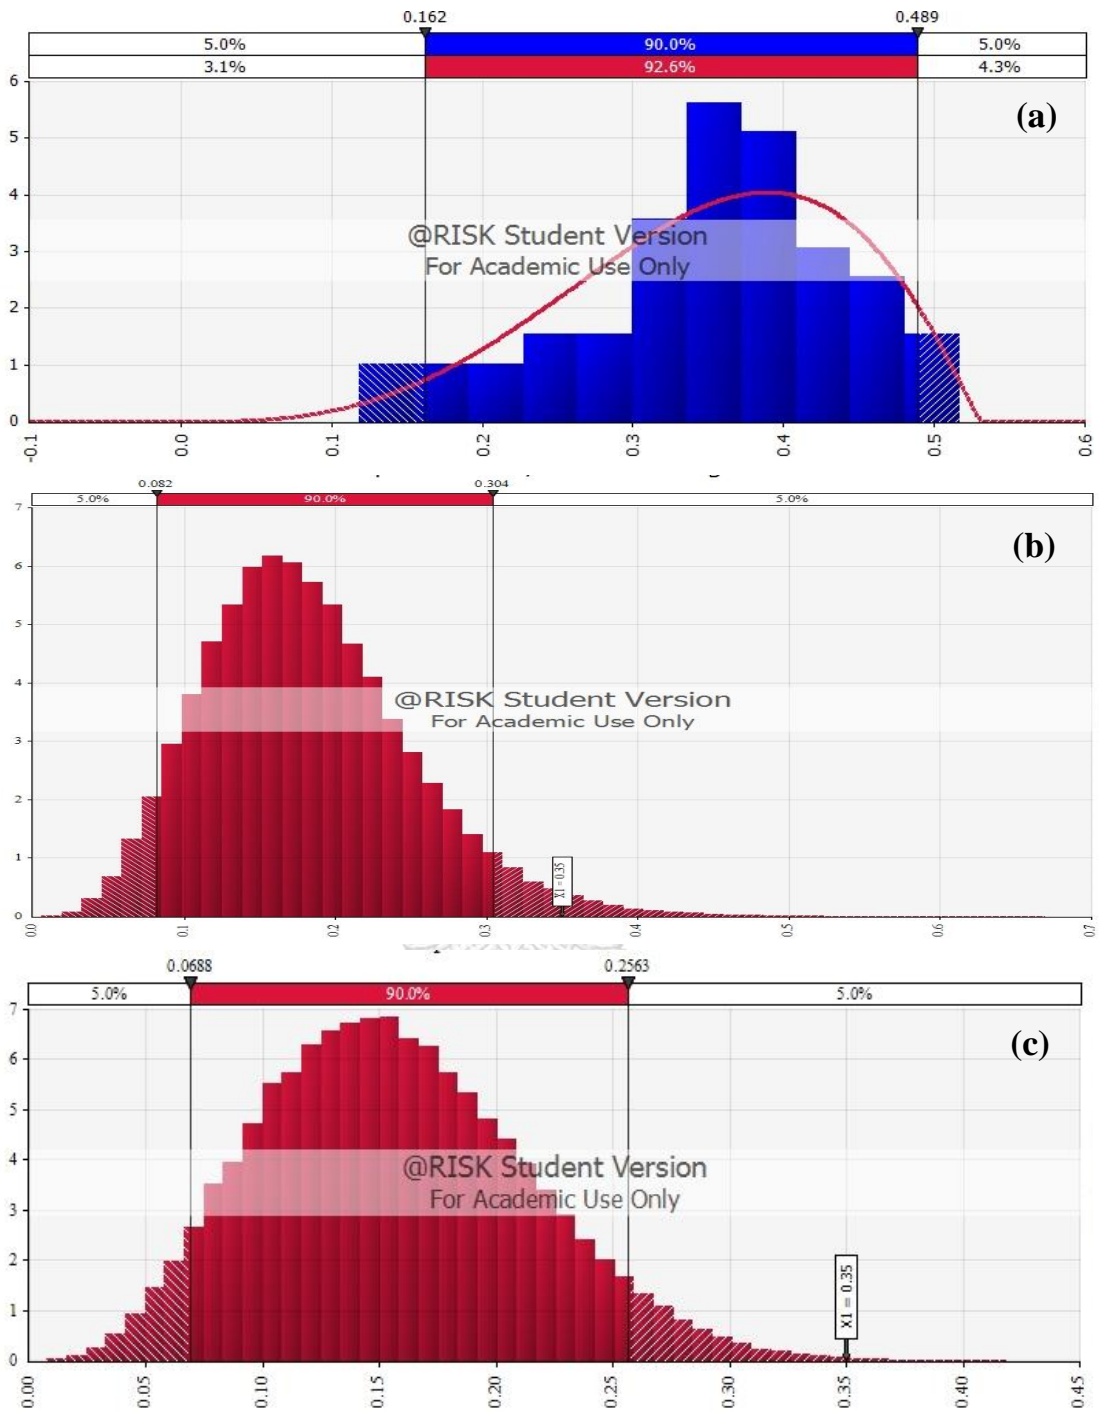 0.162 0.489
5.0% 90.0% 5.0%
3.1% 92.6% 4.3%
6
(a)
5
4
@RISK Student Version
3
For Academic Use Only
2
1
0
-0.1 0.0 0.1 0.2 0.3 0.4 0.5 0.6
0.082 0.304
5.0% 90.0% 5.0%
7
(b)
6
5
4
@RISK Student Version
For Academic Use Only
3
2
1
X1 = 0.35
0
0.0 0.1 0.2 0.3 0.4 0.5 0.6 0.7
0.0688 0.2563
5.0% 90.0% 5.0%
7
(c)
6
5
4
@RISK Student Version
For Academic Use Only
3
2
X1 = 0.35
1
0
0.00 0.05 0.10 0.15 0.20 0.25 0.30 0.35 0.40 0.45